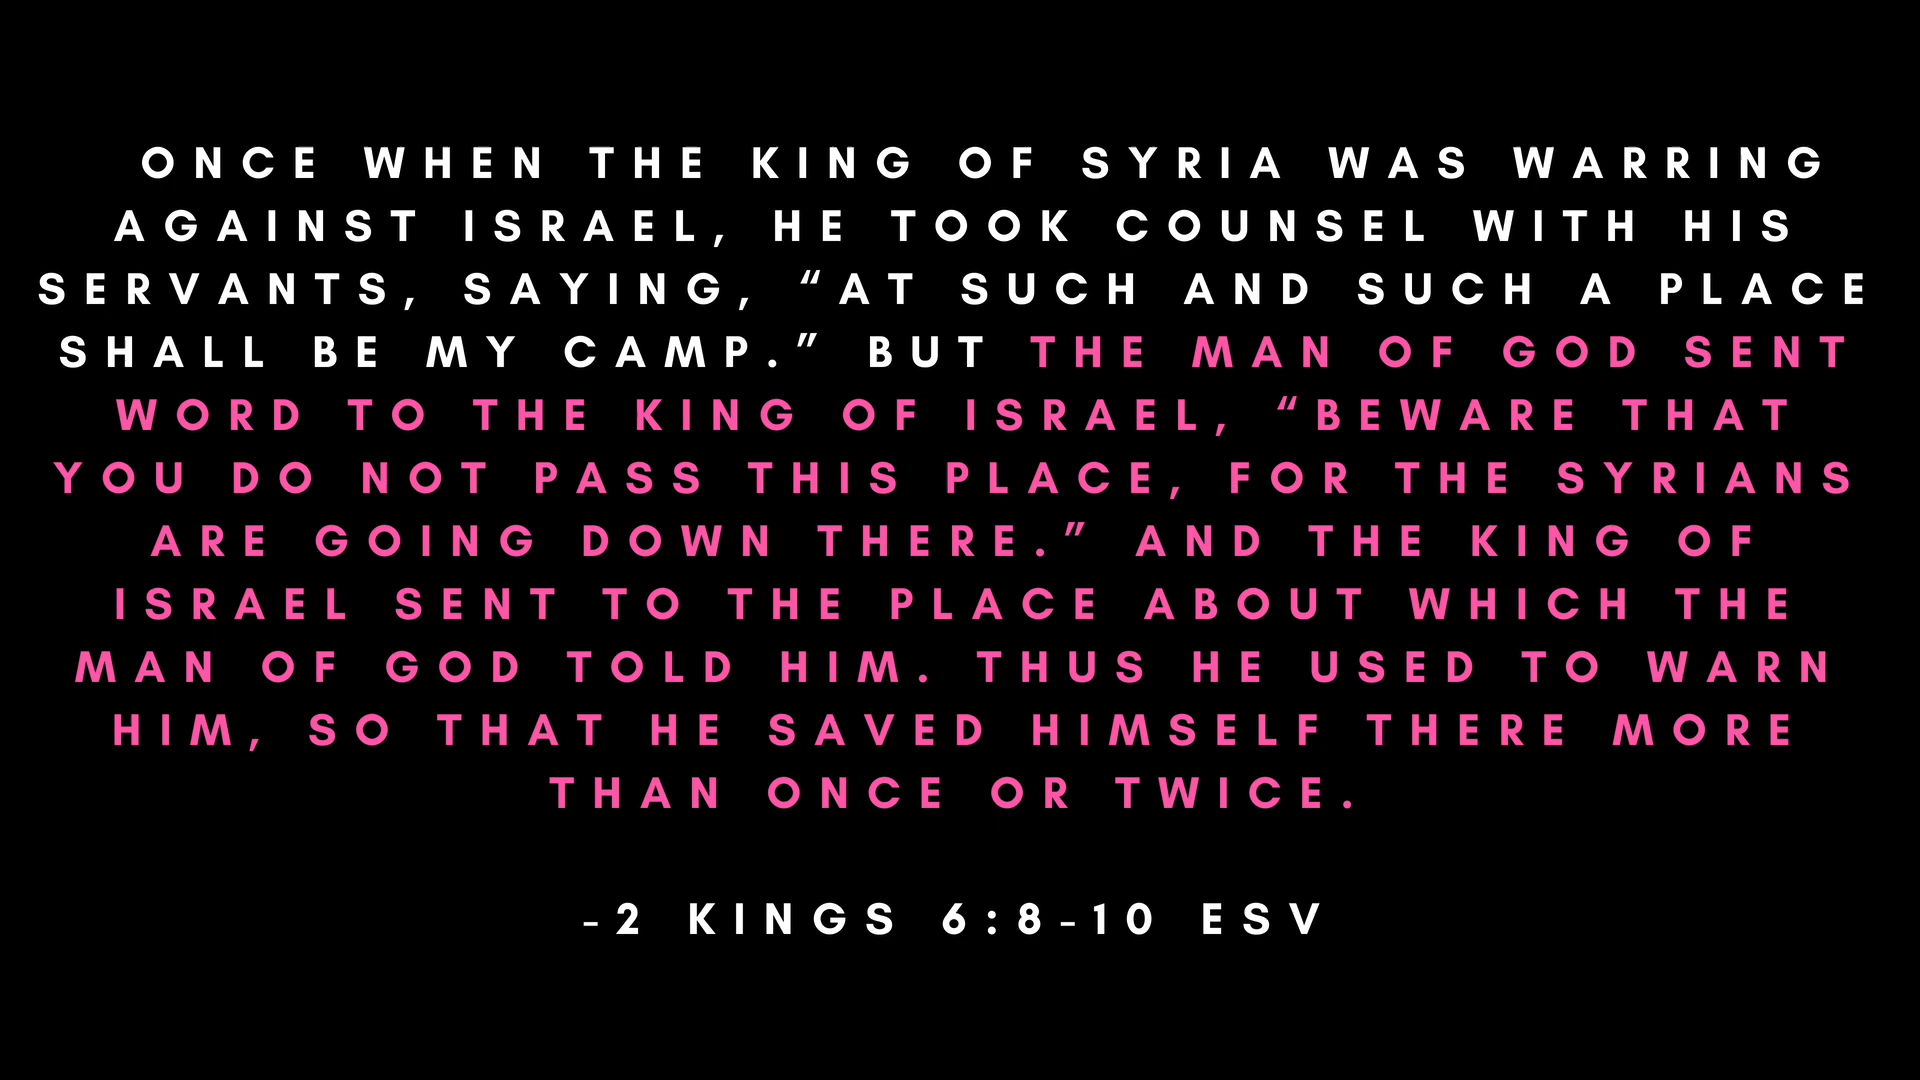 ONCE WHEN THE KING OF SYRIA WAS WARRING
AGAINST ISRAEL, HE TOOK COUNSEL WITH HIS
SERVANTS, SAYING, “AT SUCH AND SUCH A PLACE
SHALL BE MY CAMP.” BUT THE MAN OF GOD SENT
WORD TO THE KING OF ISRAEL, “BEWARE THAT
YOU DO NOT PASS THIS PLACE, FOR THE SYRIANS
ARE GOING DOWN THERE.” AND THE KING OF
ISRAEL SENT TO THE PLACE ABOUT WHICH THE
MAN OF GOD TOLD HIM. THUS HE USED TO WARN
HIM, SO THAT HE SAVED HIMSELF THERE MORE
THAN ONCE OR TWICE.
-2 KINGS 6:8-10 ESV